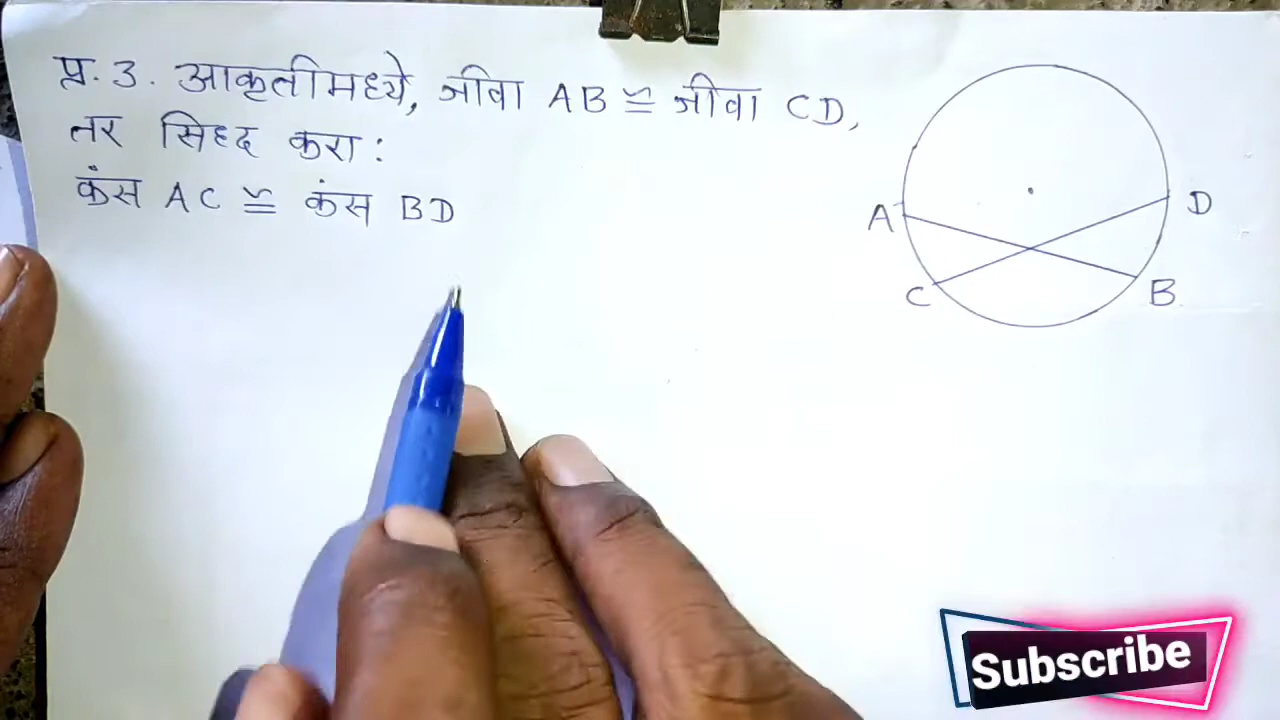 प्र. 3. आकृतीमध्ये, जीवा AB ≅ जीवा CD,
तर सिद्ध करा :
कंस AC ≅ कंस BD
A
D
C
B
Subscribe